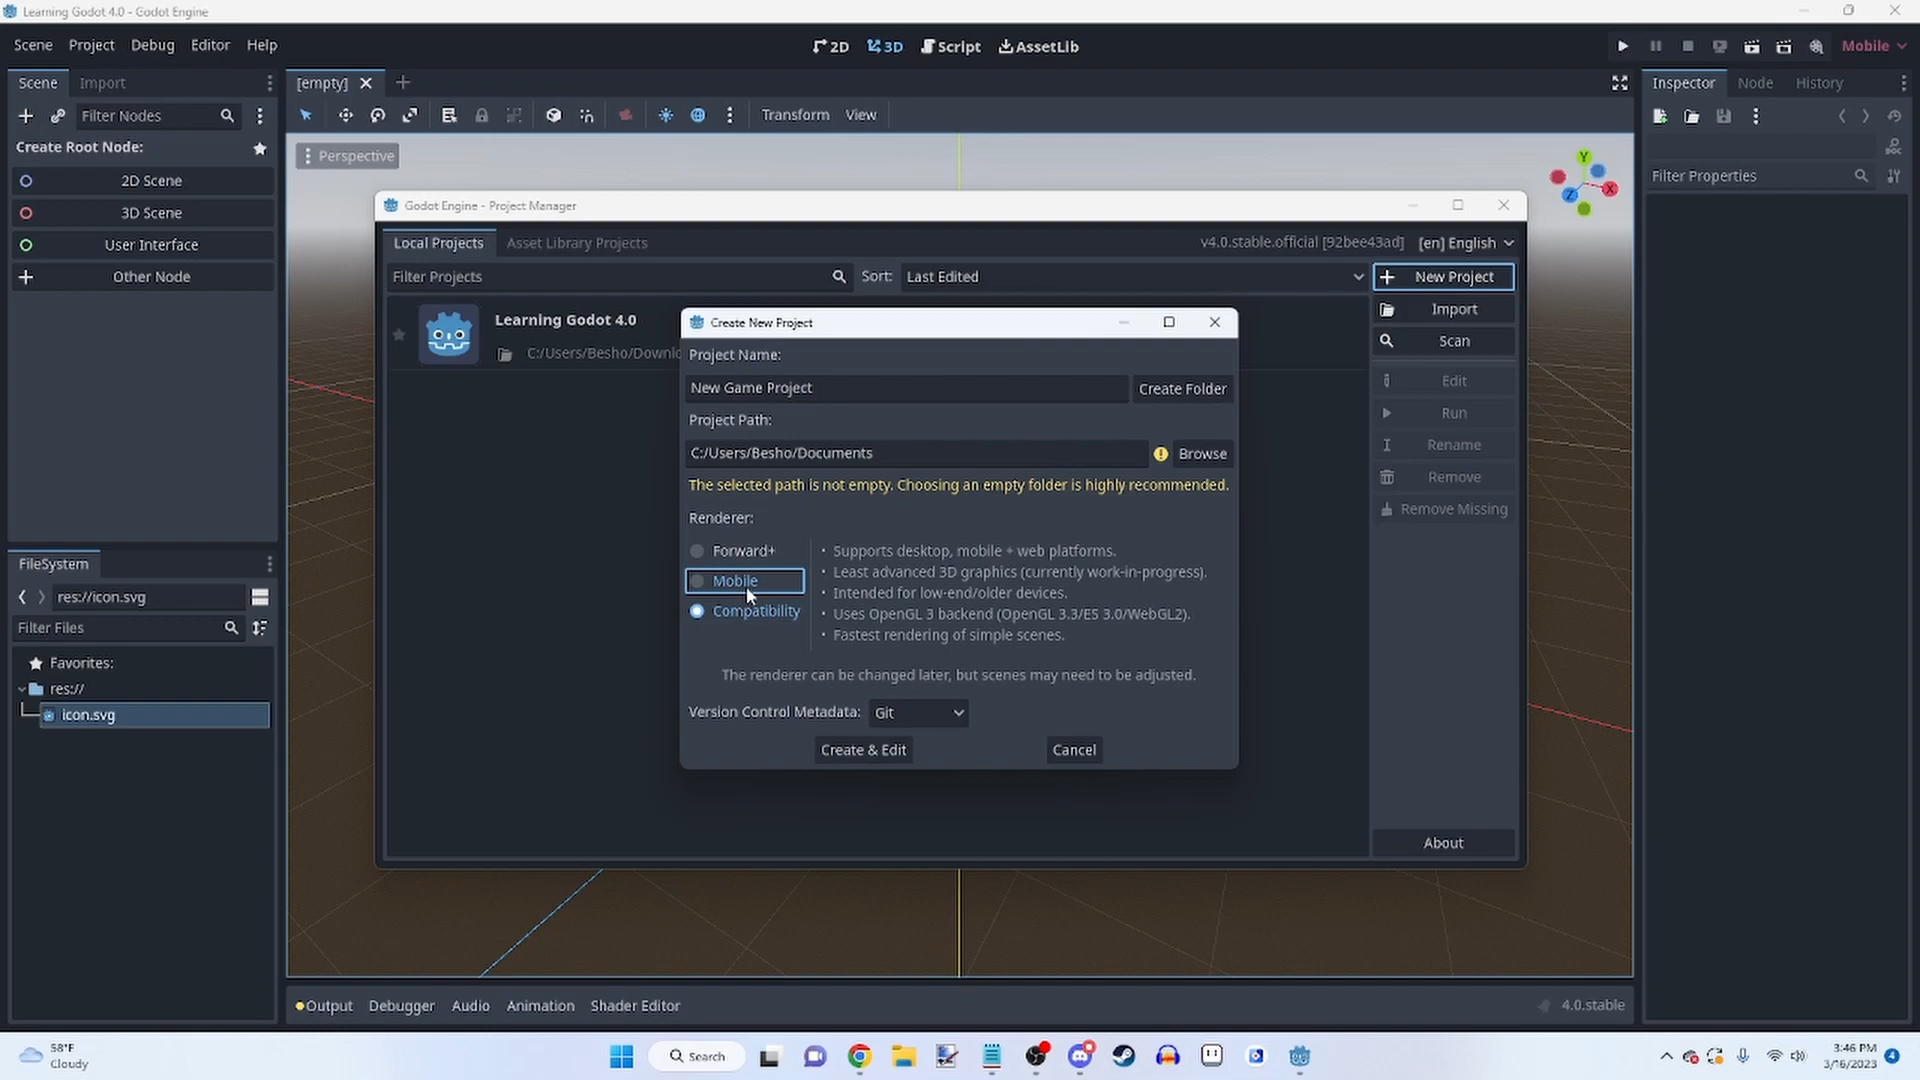 Learning Godot 4.0 - Godot Engine
Scene Project Debug Editor Help
2D 3D Script AssetLib
Mobile
Scene Import
[empty]
Inspector Node History
Filter Nodes
Transform View
Create Root Node:
Perspective
2D Scene
3D Scene
User Interface
Other Node
Y
X
Z
DOC
Filter Properties
Godot Engine - Project Manager
Local Projects Asset Library Projects
v4.0.stable.official [92bee43ad] [en] English
Filter Projects
Sort: Last Edited
New Project
Import
Scan
Edit
Run
Rename
Remove
Remove Missing
About
Learning Godot 4.0
C:/Users/Besho/Downlo
Create New Project
Project Name:
New Game Project
Create Folder
Project Path:
C:/Users/Besho/Documents
Browse
The selected path is not empty. Choosing an empty folder is highly recommended.
Renderer:
Forward+
Mobile
Compatibility
• Supports desktop, mobile + web platforms.
• Least advanced 3D graphics (currently work-in-progress).
• Intended for low-end/older devices.
• Uses OpenGL 3 backend (OpenGL 3.3/ES 3.0/WebGL2).
• Fastest rendering of simple scenes.
The renderer can be changed later, but scenes may need to be adjusted.
Version Control Metadata: Git
Create & Edit Cancel
FileSystem
res://icon.svg
Filter Files
Favorites:
res://
icon.svg
Output Debugger Audio Animation Shader Editor
4.0.stable
58°F
Cloudy
Search
3:46 PM
3/16/2023
4